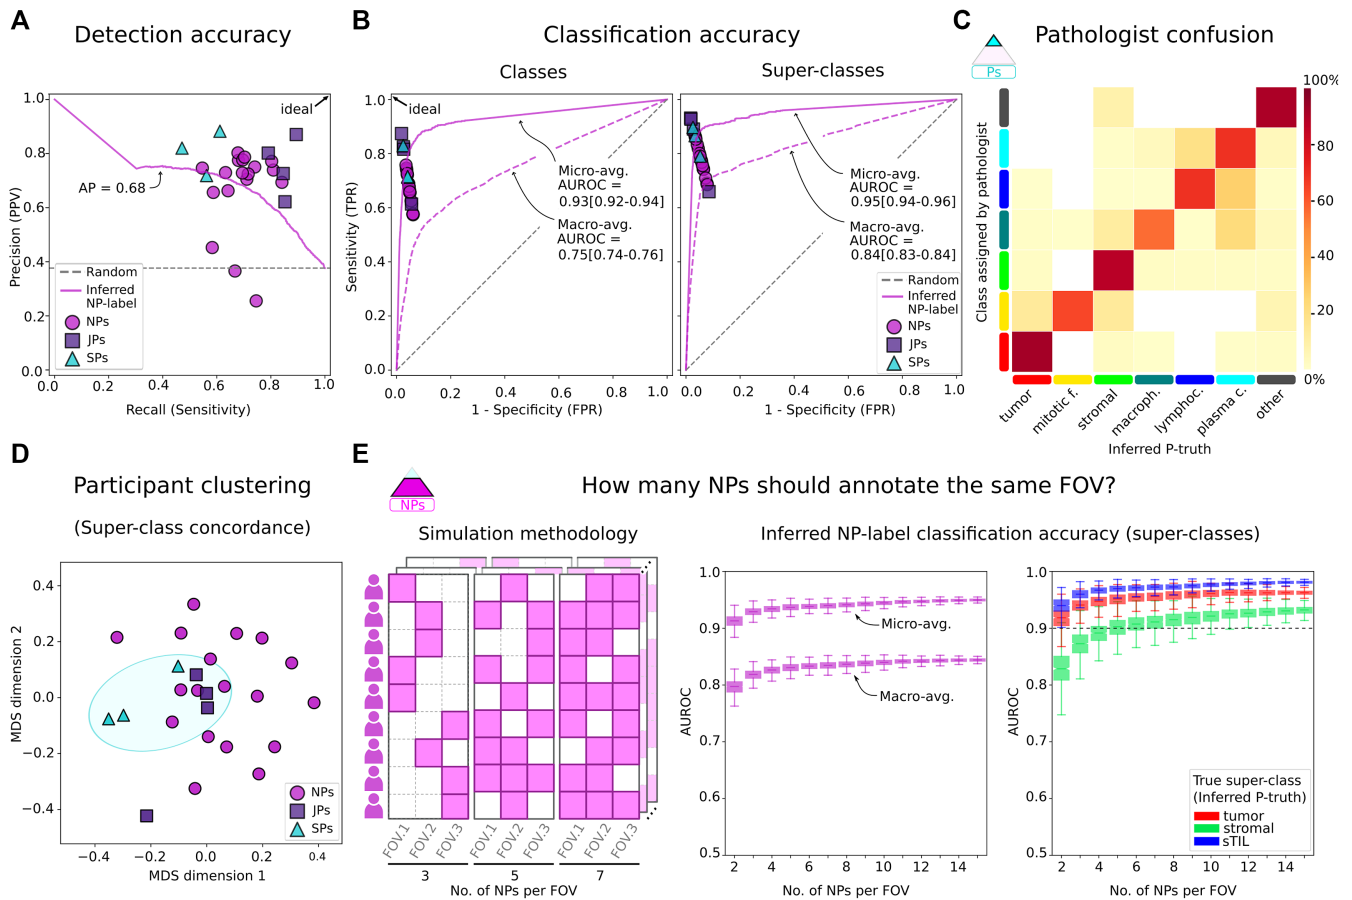 A
Detection accuracy
1.0
0.8
0.6
0.4
0.2
0.0
Precision (PPV)
ideal
AP = 0.68
Random
Inferred
NP-label
NPs
JPs
SPs
0.0
0.2
0.4
0.6
0.8
1.0
Recall (Sensitivity)
B
Classification accuracy
Classes
1.0
0.8
0.6
0.4
0.2
0.0
Sensitivity (TPR)
ideal
Micro-avg.
AUROC =
0.93[0.92-0.94]
Macro-avg.
AUROC =
0.75[0.74-0.76]
0.0
0.2
0.4
0.6
0.8
1.0
1 - Specificity (FPR)
Super-classes
Micro-avg.
AUROC =
0.95[0.94-0.96]
Macro-avg.
AUROC =
0.84[0.83-0.84]
Random
Inferred
NP-label
NPs
JPs
SPs
0.0
0.2
0.4
0.6
0.8
1.0
1 - Specificity (FPR)
C
Pathologist confusion
Ps
Class assigned by pathologist
100%
80
60
40
20
0%
tumor
mitotic f.
stromal
macroph.
lymphoc.
plasma c.
other
Inferred P-truth
D
Participant clustering
(Super-class concordance)
0.4
0.2
0.0
−0.2
−0.4
MDS dimension 2
NPs
JPs
SPs
−0.4
−0.2
0.0
0.2
0.4
MDS dimension 1
E
NPs
How many NPs should annotate the same FOV?
Simulation methodology
FOV.1
FOV.2
FOV.3
FOV.1
FOV.2
FOV.3
FOV.1
FOV.2
FOV.3
3
5
7
No. of NPs per FOV
Inferred NP-label classification accuracy (super-classes)
1.0
0.9
0.8
0.7
0.6
0.5
AUROC
Micro-avg.
Macro-avg.
2
4
6
8
10
12
14
No. of NPs per FOV
1.0
0.9
0.8
0.7
0.6
0.5
AUROC
True super-class
(Inferred P-truth)
tumor
stromal
sTIL
2
4
6
8
10
12
14
No. of NPs per FOV